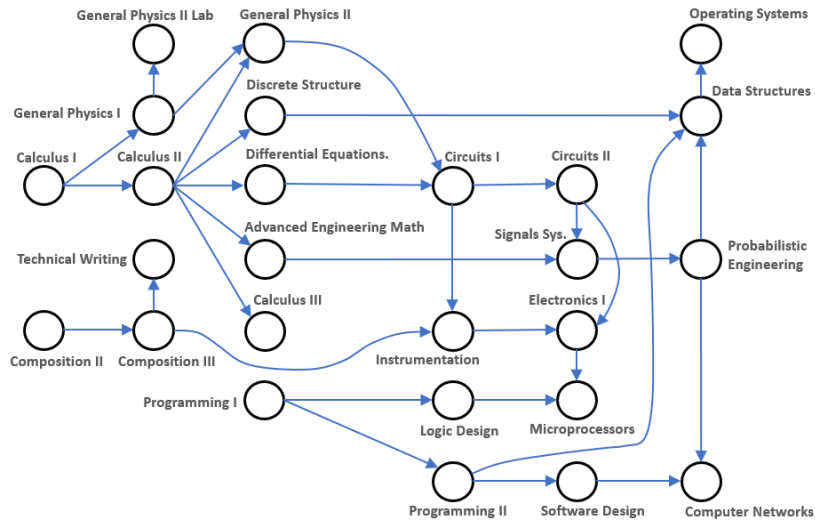 General Physics II Lab
General Physics II
Operating Systems
Discrete Structure
Data Structures
General Physics I
Calculus I
Calculus II
Differential Equations.
Circuits I
Circuits II
Advanced Engineering Math
Signals Sys.
Technical Writing
Probabilistic
Engineering
Calculus III
Electronics I
Composition II
Composition III
Instrumentation
Programming I
Logic Design
Microprocessors
Programming II
Software Design
Computer Networks